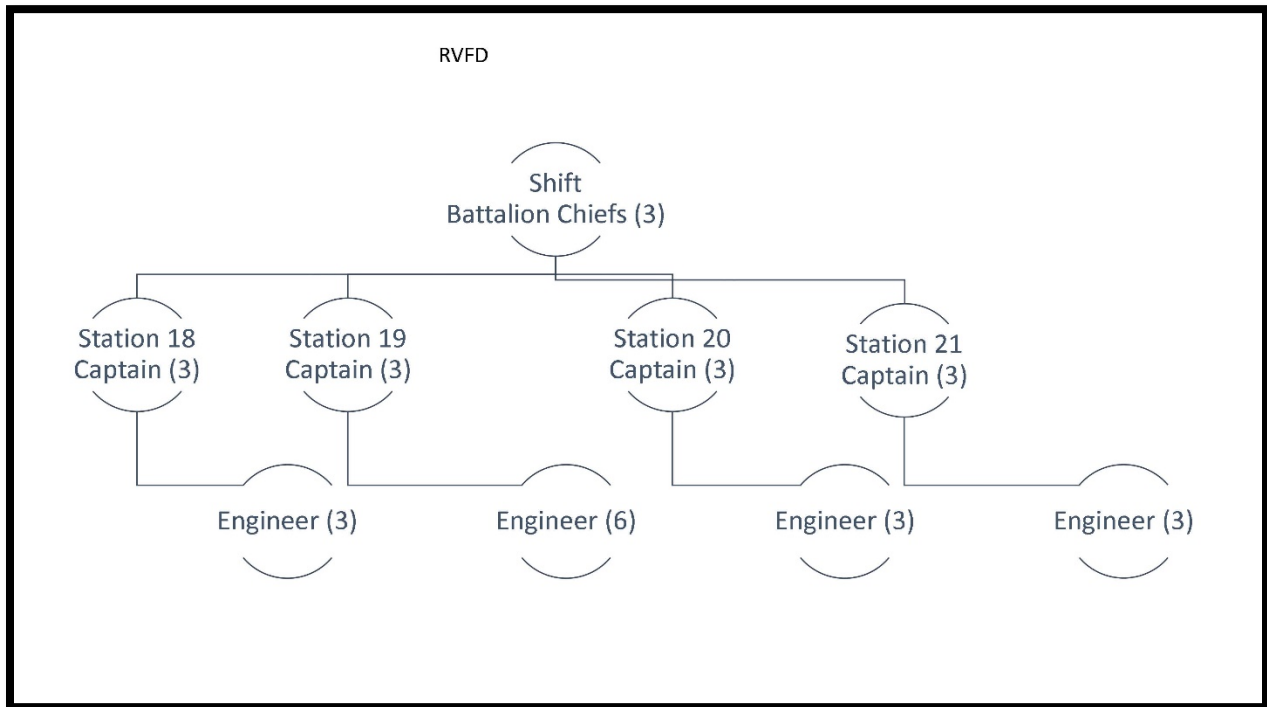 RVFD
Shift
Battalion Chiefs (3)
Station 18
Captain (3)
Station 19
Captain (3)
Station 20
Captain (3)
Station 21
Captain (3)
Engineer (3)
Engineer (6)
Engineer (3)
Engineer (3)